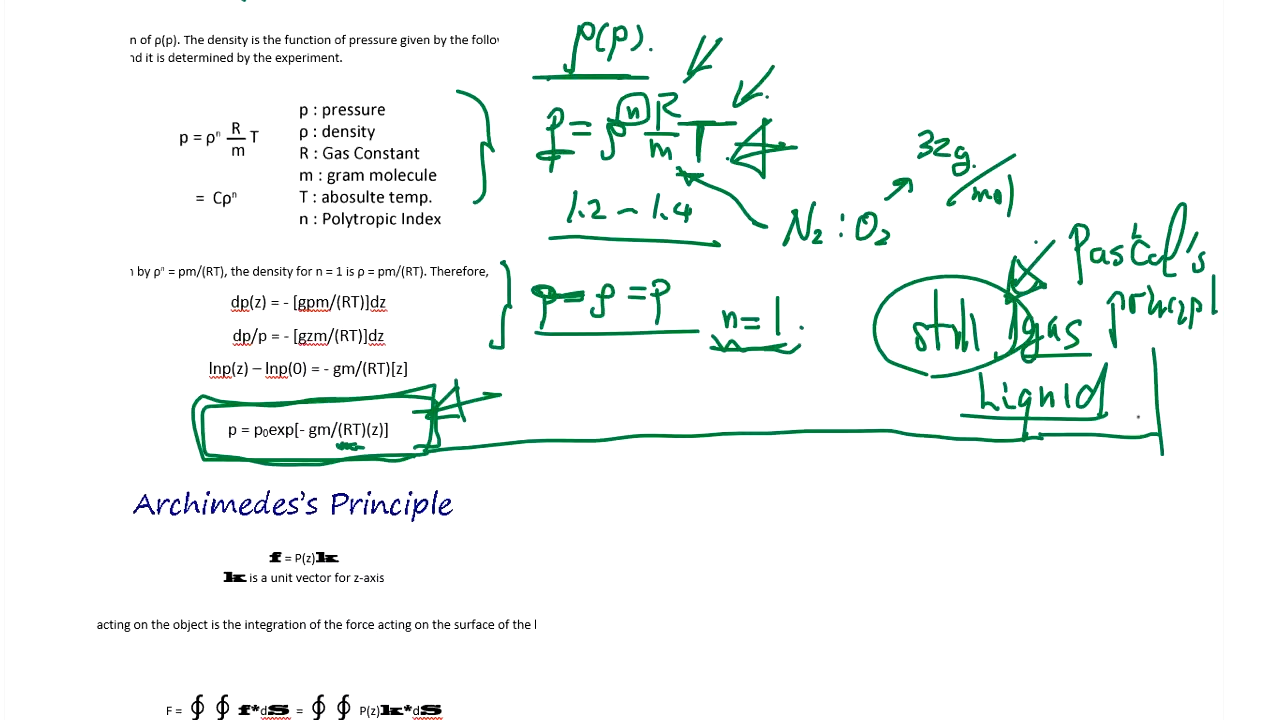 n of ρ(p). The density is the function of pressure given by the follo
nd it is determined by the experiment.
ρ(p).
p = ρⁿ R/m T
= Cρⁿ
p : pressure
ρ : density
R : Gas Constant
m : gram molecule
T : abosulte temp.
n : Polytropic Index
p = ρⁿ R/m T
1.2 ~ 1.4
N₂ : O₂
32g/mol
Pascal's
principl
still gas
Liquid
by ρⁿ = pm/(RT), the density for n = 1 is ρ = pm/(RT). Therefore,
dp(z) = - [gpm/(RT)]dz
dp/p = - [gzm/(RT)]dz
lnp(z) – lnp(0) = - gm/(RT)[z]
p = p₀exp[- gm/(RT)(z)]
ρ = p
n = 1.
Archimedes's Principle
f = P(z)k
k is a unit vector for z-axis
acting on the object is the integration of the force acting on the surface of the
F = ∮ ∮ f*dS = ∮ ∮ P(z)k*dS